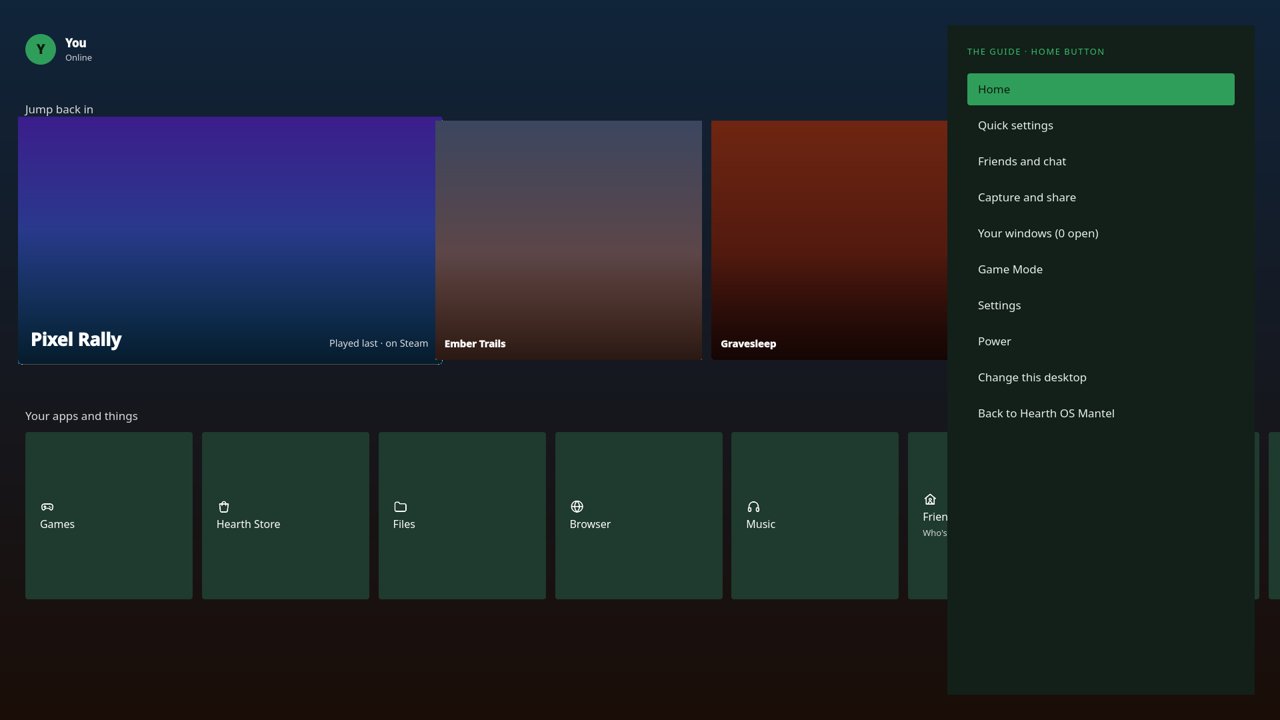 Y
You
Online
Jump back in
Pixel Rally
Played last · on Steam
Ember Trails
Gravesleep
Your apps and things
Games
Hearth Store
Files
Browser
Music
Who's
THE GUIDE · HOME BUTTON
Home
Quick settings
Friends and chat
Capture and share
Your windows (0 open)
Game Mode
Settings
Power
Change this desktop
Back to Hearth OS Mantel